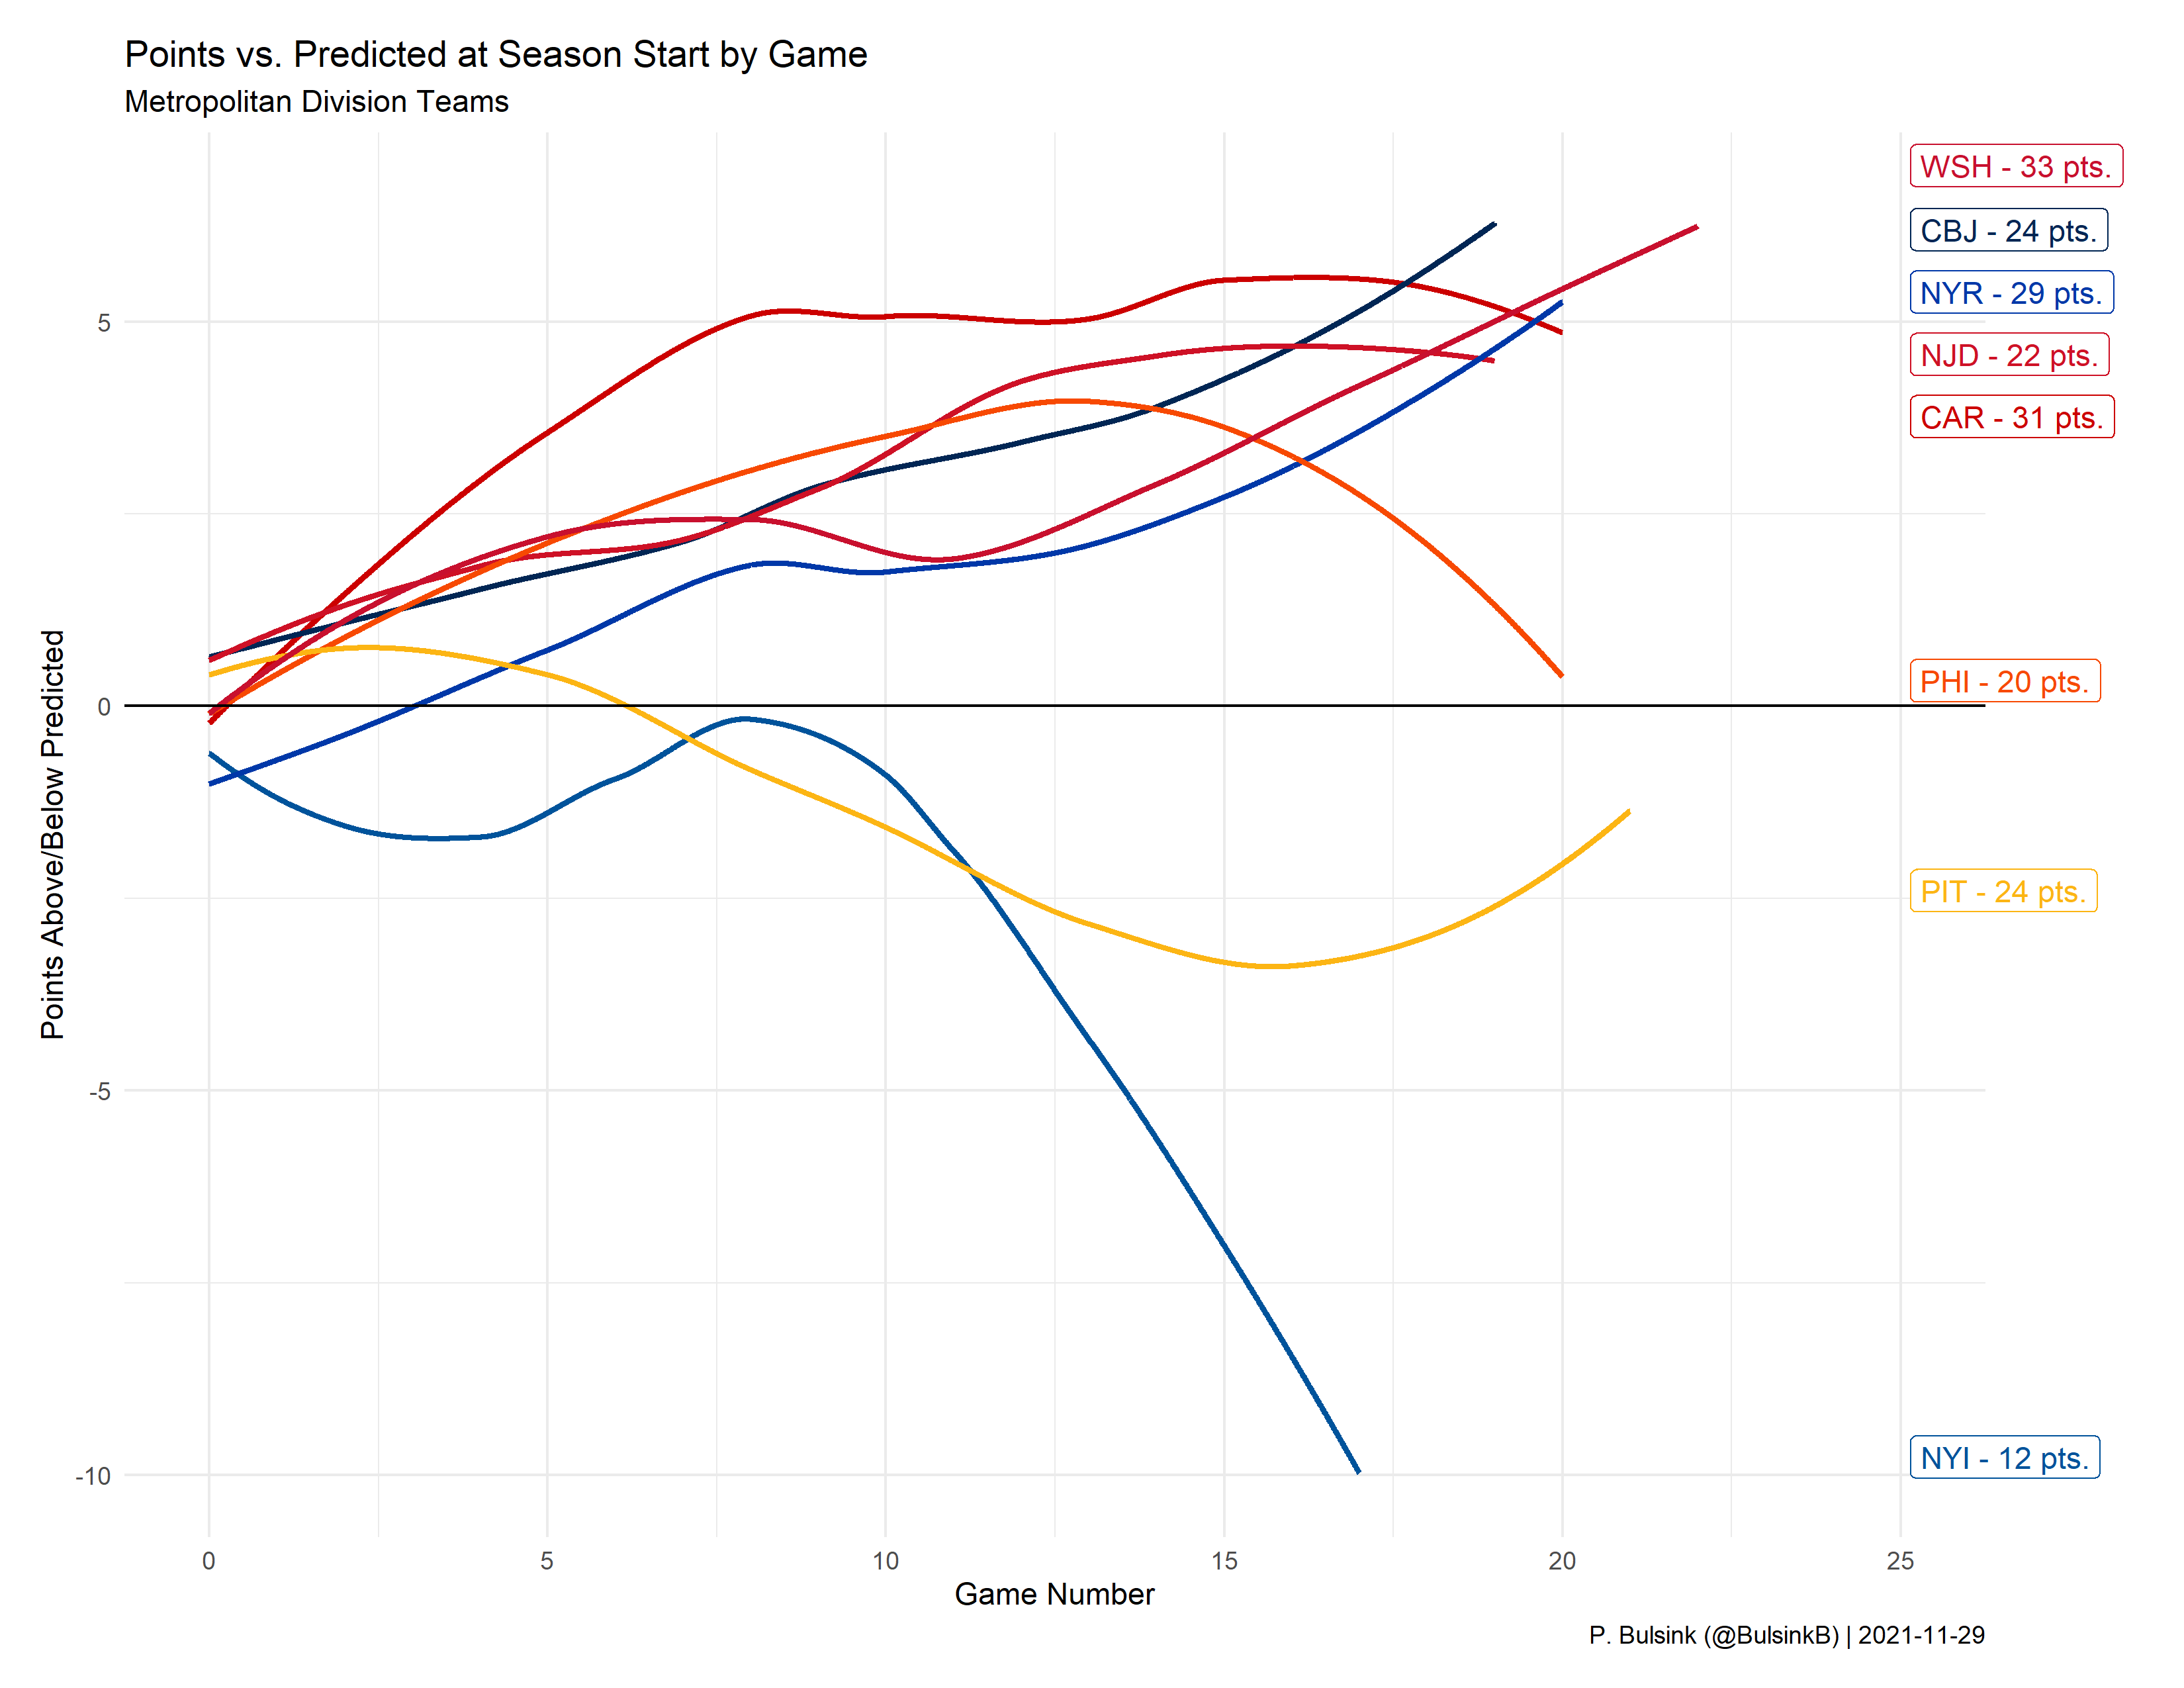 Points vs. Predicted at Season Start by Game
Metropolitan Division Teams
WSH - 33 pts.
CBJ - 24 pts.
NYR - 29 pts.
NJD - 22 pts.
CAR - 31 pts.
PHI - 20 pts.
PIT - 24 pts.
NYI - 12 pts.
Points Above/Below Predicted
5
0
-5
-10
0 5 10 15 20 25
Game Number
P. Bulsink (@BulsinkB) | 2021-11-29